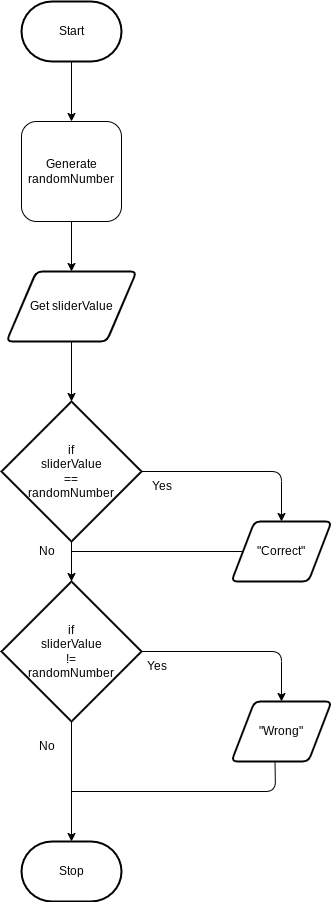 Start
Generate
randomNumber
Get sliderValue
if
sliderValue
==
randomNumber
Yes
"Correct"
No
if
sliderValue
!=
randomNumber
Yes
"Wrong"
No
Stop